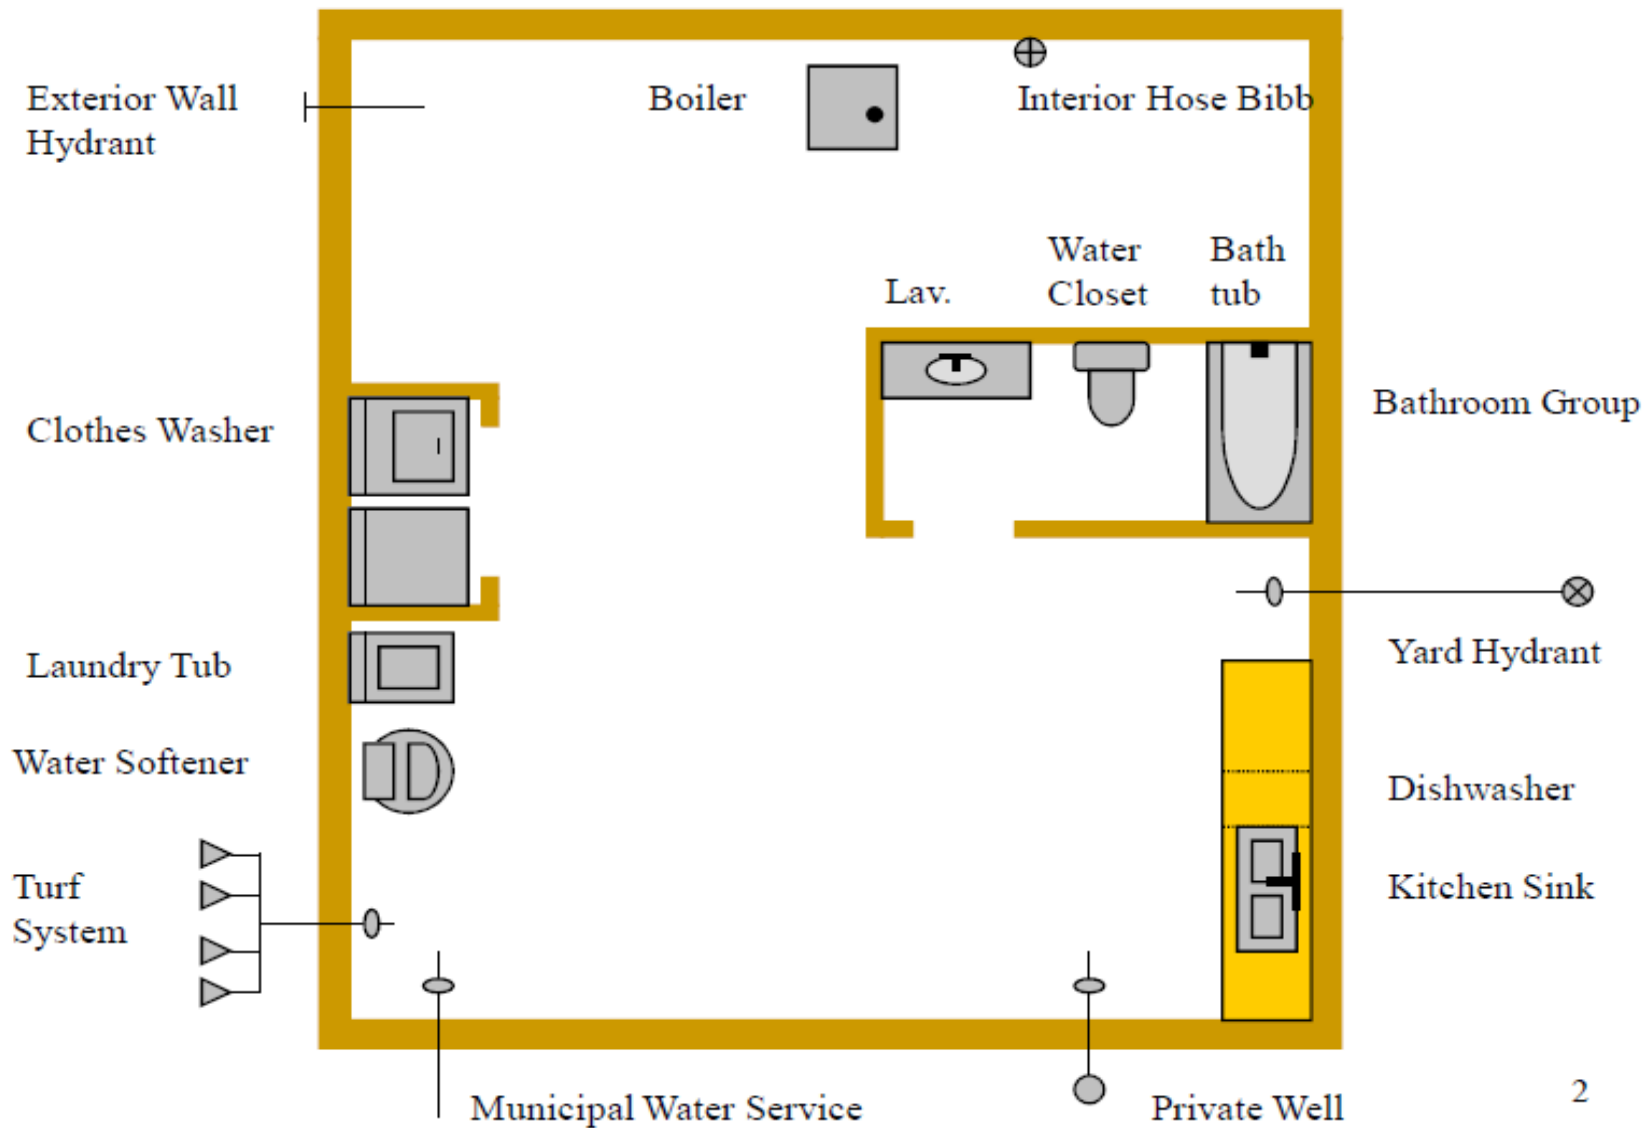 Exterior Wall
Hydrant
Boiler
Interior Hose Bibb
Lav.
Water
Closet
Bath
tub
Clothes Washer
Bathroom Group
Laundry Tub
Yard Hydrant
Water Softener
Dishwasher
Turf
System
Kitchen Sink
Municipal Water Service
Private Well
2